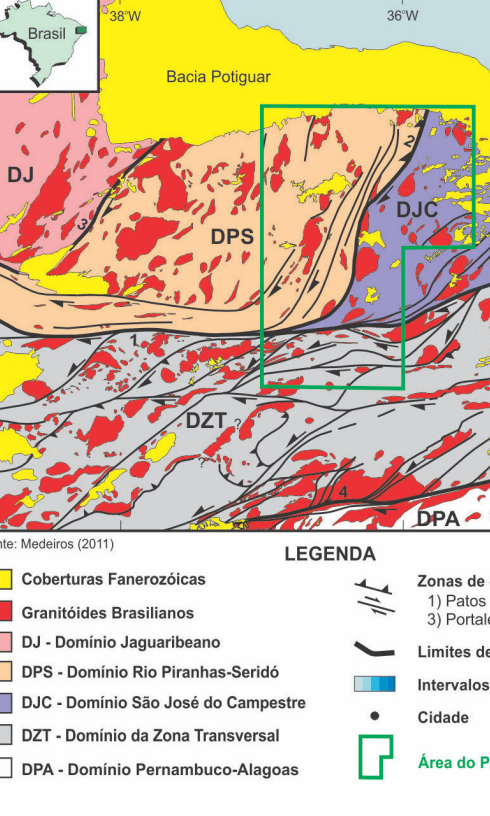 38°W
36°W
Brasil
Bacia Potiguar
2
DJ
DJC
3
DPS
1
DZT
?
?
4
DPA
nte: Medeiros (2011)
LEGENDA
Coberturas Fanerozóicas
Granitóides Brasilianos
DJ - Domínio Jaguaribeano
DPS - Domínio Rio Piranhas-Seridó
DJC - Domínio São José do Campestre
DZT - Domínio da Zona Transversal
DPA - Domínio Pernambuco-Alagoas
Zonas de
1) Patos
3) Portale
Limites de
Intervalos
Cidade
Área do P